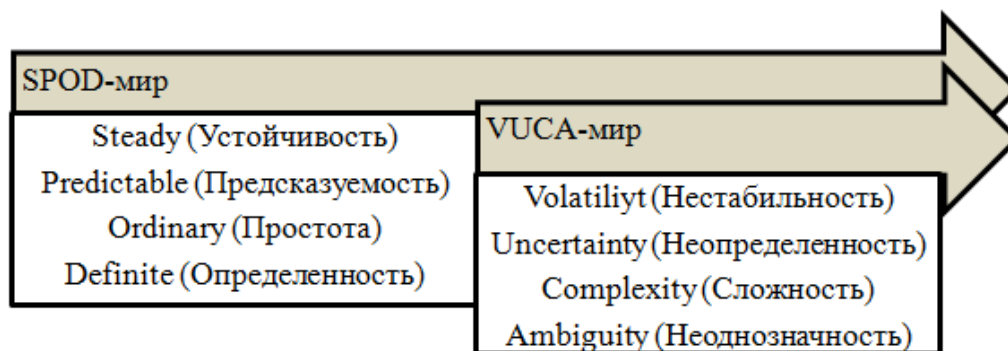 SPOD-мир
Steady (Устойчивость)
Predictable (Предсказуемость)
Ordinary (Простота)
Definite (Определенность)
VUCA-мир
Volatiliyt (Нестабильность)
Uncertainty (Неопределенность)
Complexity (Сложность)
Ambiguity (Неоднозначность)